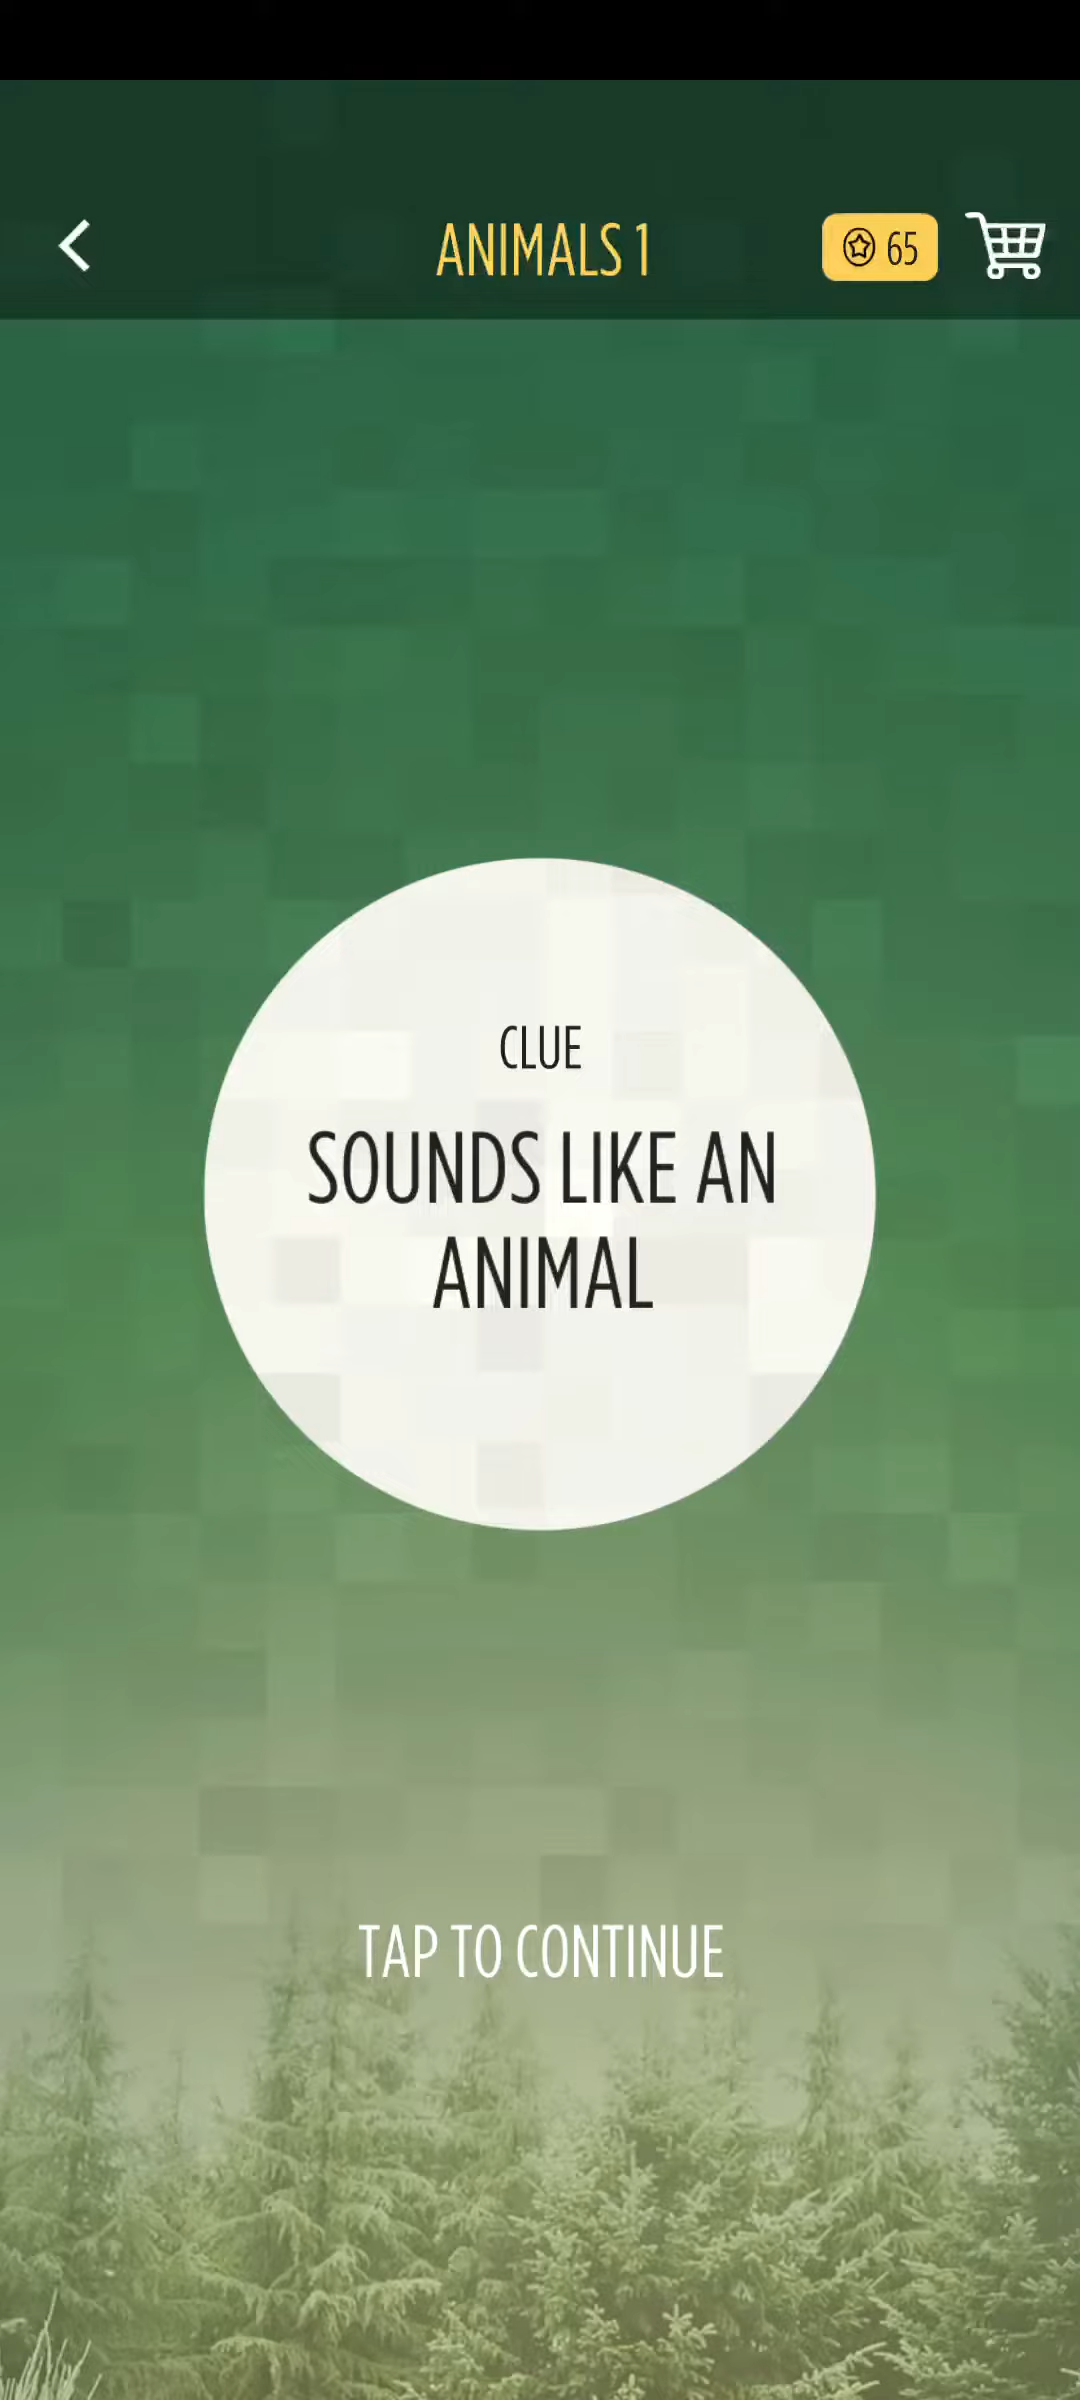 ANIMALS 1
65
CLUE
SOUNDS LIKE AN
ANIMAL
TAP TO CONTINUE